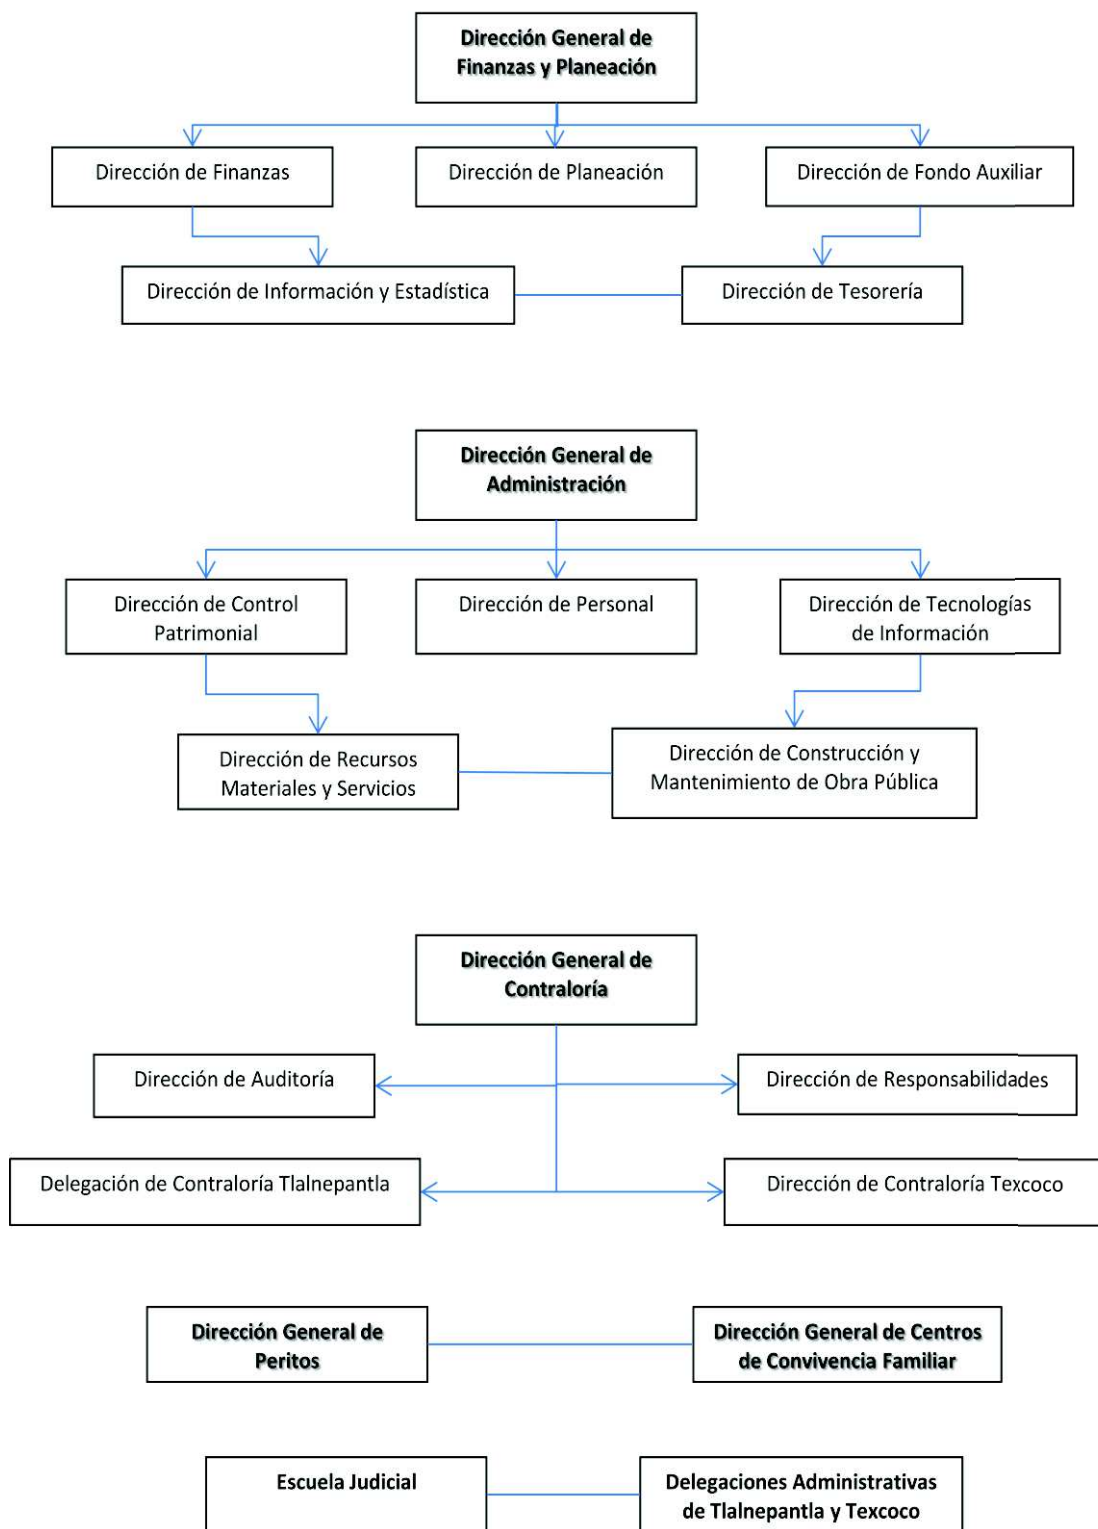 Dirección General de
Finanzas y Planeación
Dirección de Finanzas
Dirección de Planeación
Dirección de Fondo Auxiliar
Dirección de Información y Estadística
Dirección de Tesorería
Dirección General de
Administración
Dirección de Control
Patrimonial
Dirección de Personal
Dirección de Tecnologías
de Información
Dirección de Recursos
Materiales y Servicios
Dirección de Construcción y
Mantenimiento de Obra Pública
Dirección General de
Contraloría
Dirección de Auditoría
Dirección de Responsabilidades
Delegación de Contraloría Tlalnepantla
Dirección de Contraloría Texcoco
Dirección General de
Peritos
Dirección General de Centros
de Convivencia Familiar
Escuela Judicial
Delegaciones Administrativas
de Tlalnepantla y Texcoco